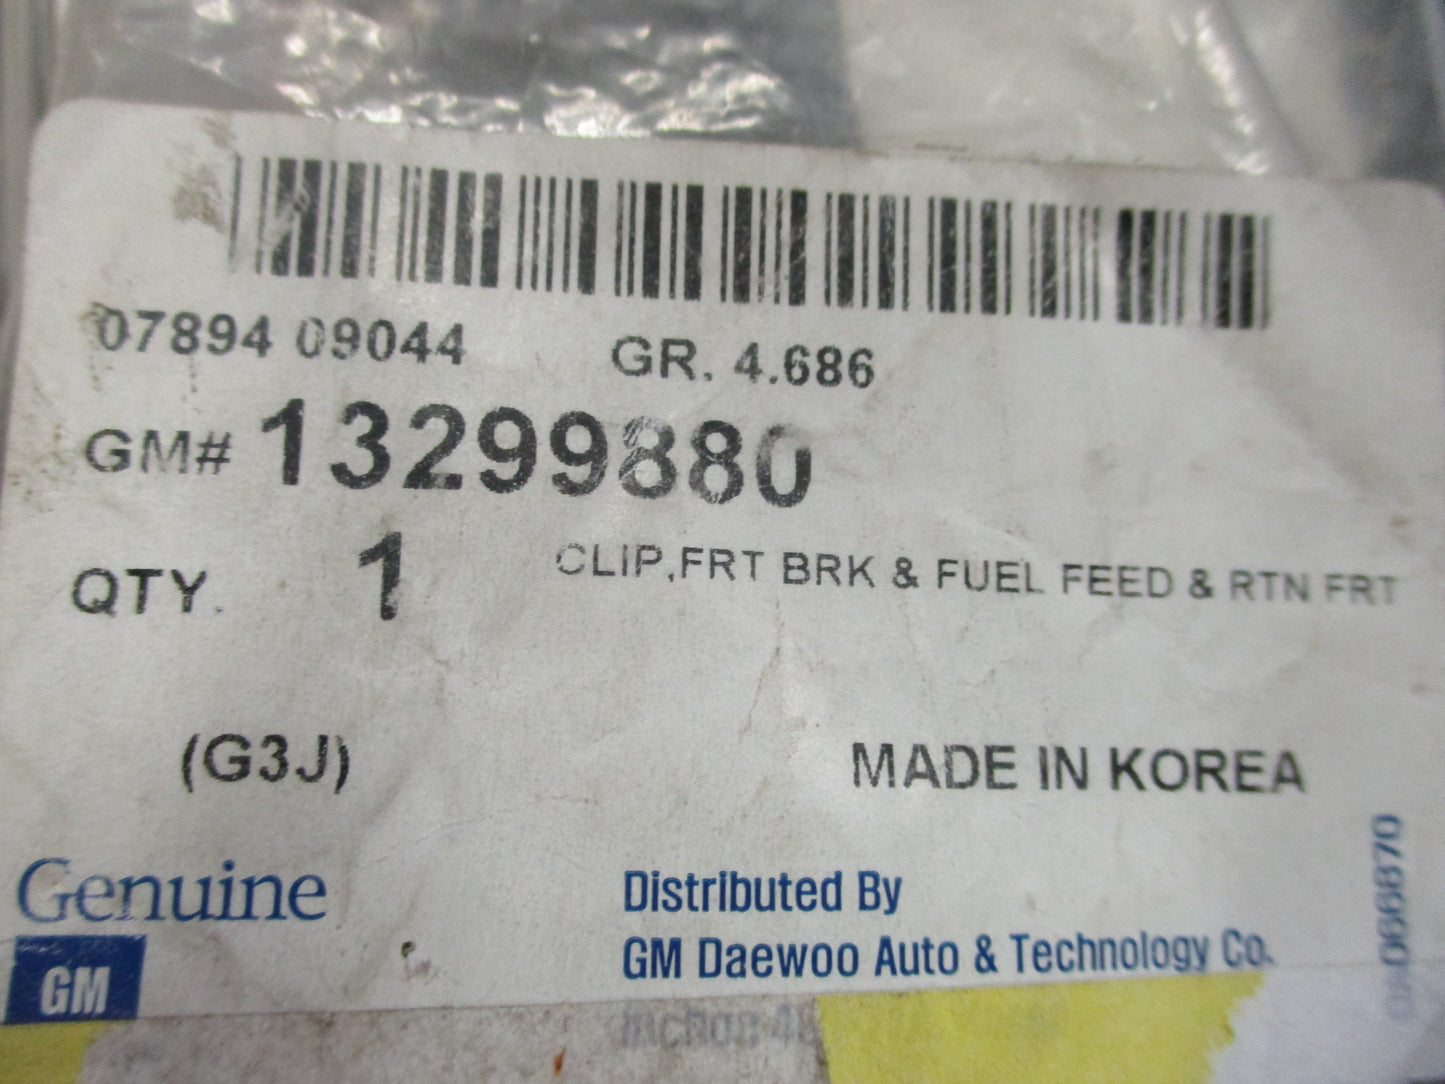 07894 09044 GR. 4.686
GM# 13299880
QTY. 1 CLIP,FRT BRK & FUEL FEED & RTN FRT
(G3J) MADE IN KOREA
Genuine
GM
Distributed By
GM Daewoo Auto & Technology Co.
066870